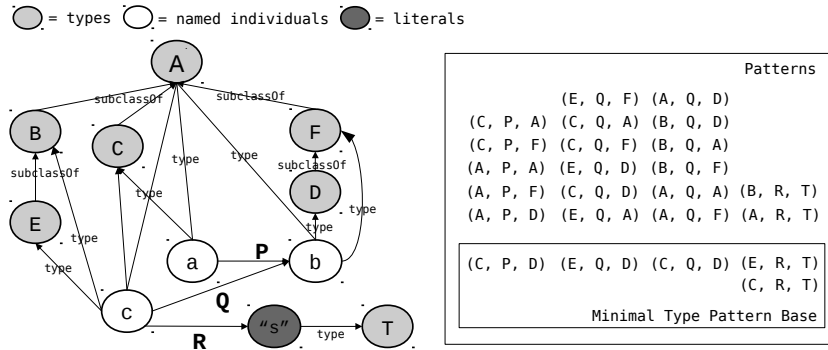 = types = named individuals = literals
A
subclassOf subclassOf
B
C
F
type
type
subclassOf
subclassOf
D
type
type
type
E
type
a
P
b
type
c
Q
R
"s"
type
T
Patterns
(E, Q, F) (A, Q, D)
(C, P, A) (C, Q, A) (B, Q, D)
(C, P, F) (C, Q, F) (B, Q, A)
(A, P, A) (E, Q, D) (B, Q, F)
(A, P, F) (C, Q, D) (A, Q, A) (B, R, T)
(A, P, D) (E, Q, A) (A, Q, F) (A, R, T)
(C, P, D) (E, Q, D) (C, Q, D) (E, R, T)
(C, R, T)
Minimal Type Pattern Base